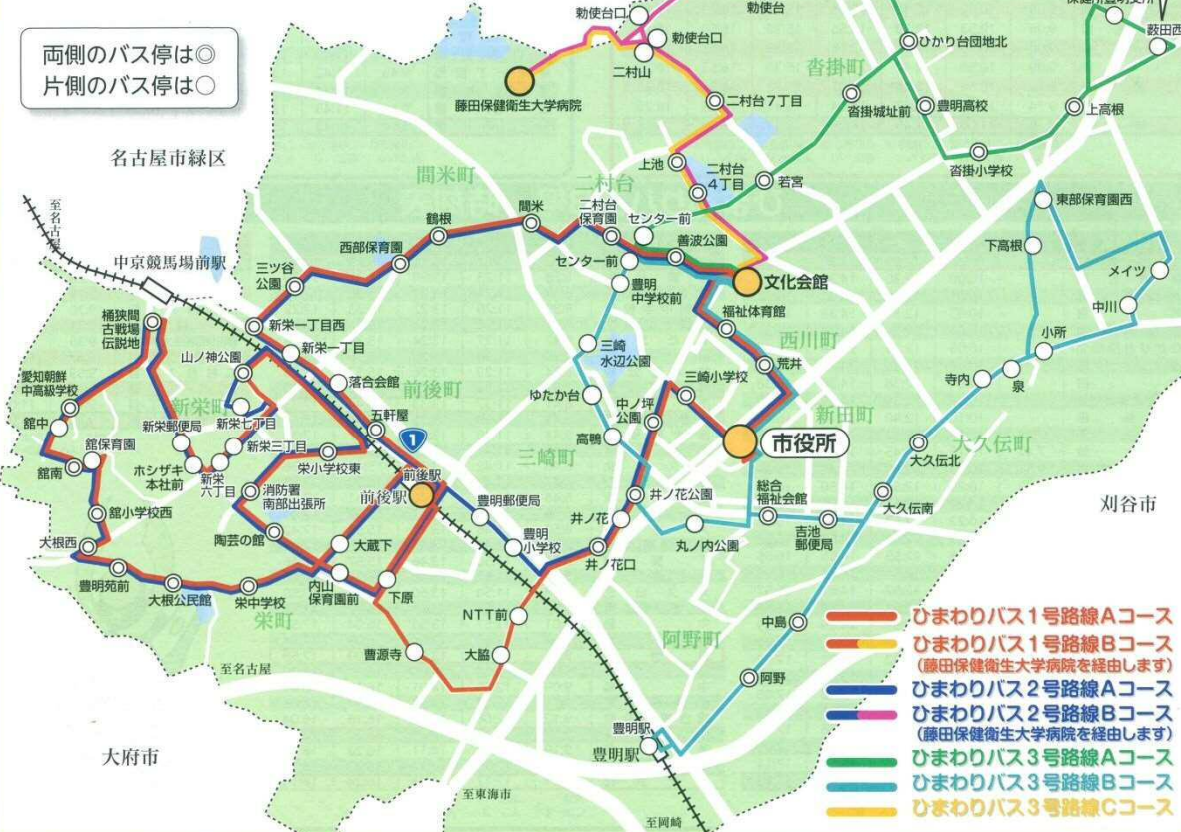 両側のバス停は◎
片側のバス停は○
勅使台口
勅使台
勅使台口
二村山
藤田保健衛生大学病院
ひかり台団地北
沓掛町
藪田西
二村台7丁目
沓掛城址前
豊明高校
上高根
沓掛小学校
名古屋市緑区
間米町
二村台
上池
二村台
4丁目
若宮
東部保育園西
至名古屋
鶴根
間米
二村台
保育園
センター前
善波公園
下高根
西部保育園
センター前
メイツ
中京競馬場前駅
三ツ谷
公園
豊明
中学校前
文化会館
福祉体育館
中川
桶狭間
古戦場
伝説地
新栄一丁目西
新栄一丁目
山ノ神公園
西川町
小所
三崎
水辺公園
荒井
寺内
泉
愛知朝鮮
中高級学校
落合会館
前後町
ゆたか台
三崎小学校
中ノ坪
公園
新田町
舘中
新栄町
新栄七丁目
新栄郵便局
五軒屋
1
高鴨
市役所
大久伝町
舘保育園
新栄三丁目
三崎町
大久伝北
舘南
ホシザキ
本社前
新栄
六丁目
栄小学校東
前後駅
前後駅
消防署
南部出張所
豊明郵便局
井ノ花公園
総合
福祉会館
大久伝南
刈谷市
舘小学校西
陶芸の館
井ノ花
丸ノ内公園
吉池
郵便局
大根西
大蔵下
豊明
小学校
井ノ花口
豊明苑前
大根公民館
栄中学校
内山
保育園前
下原
栄町
NTT前
中島
阿野町
曹源寺
大脇
至名古屋
阿野
豊明駅
豊明駅
大府市
至東海市
至岡崎
ひまわりバス1号路線Aコース
ひまわりバス1号路線Bコース
(藤田保健衛生大学病院を経由します)
ひまわりバス2号路線Aコース
ひまわりバス2号路線Bコース
(藤田保健衛生大学病院を経由します)
ひまわりバス3号路線Aコース
ひまわりバス3号路線Bコース
ひまわりバス3号路線Cコース